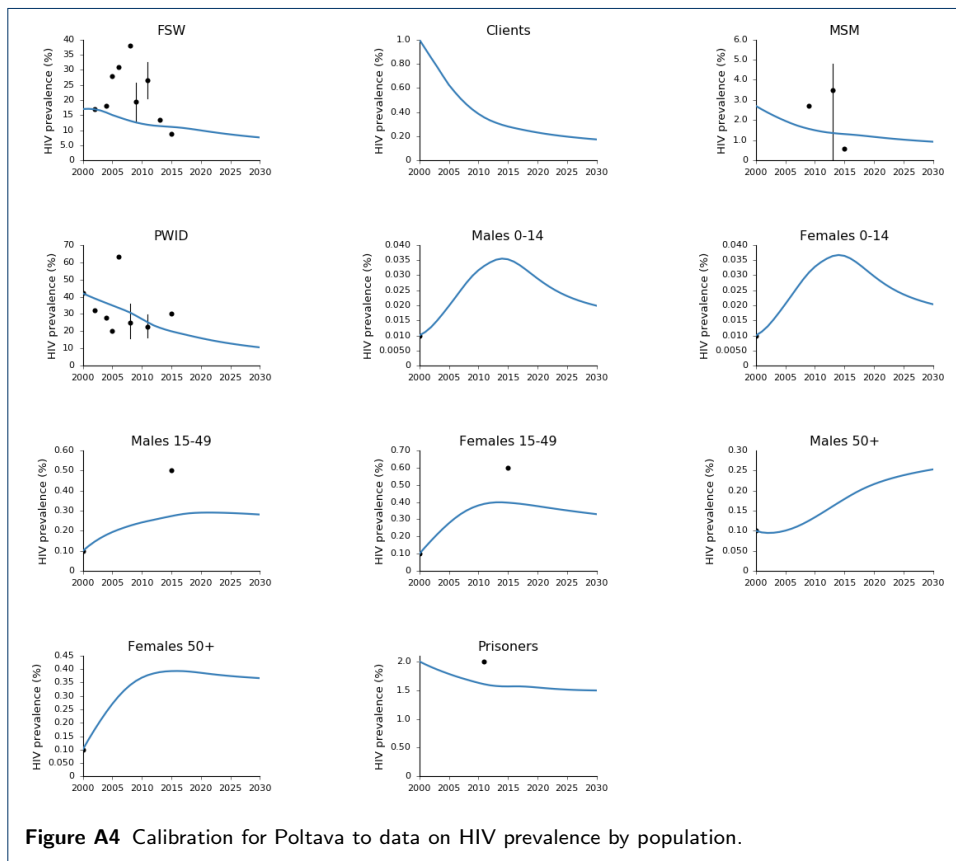 FSW
HIV prevalence (%)
40
35
30
25
20
15
10
5.0
0
2000 2005 2010 2015 2020 2025 2030
Clients
HIV prevalence (%)
1.0
0.80
0.60
0.40
0.20
0
2000 2005 2010 2015 2020 2025 2030
MSM
HIV prevalence (%)
6.0
5.0
4.0
3.0
2.0
1.0
0
2000 2005 2010 2015 2020 2025 2030
PWID
HIV prevalence (%)
70
60
50
40
30
20
10
0
2000 2005 2010 2015 2020 2025 2030
Males 0-14
HIV prevalence (%)
0.040
0.035
0.030
0.025
0.020
0.015
0.010
0.0050
0
2000 2005 2010 2015 2020 2025 2030
Females 0-14
HIV prevalence (%)
0.040
0.035
0.030
0.025
0.020
0.015
0.010
0.0050
0
2000 2005 2010 2015 2020 2025 2030
Males 15-49
HIV prevalence (%)
0.60
0.50
0.40
0.30
0.20
0.10
0
2000 2005 2010 2015 2020 2025 2030
Females 15-49
HIV prevalence (%)
0.70
0.60
0.50
0.40
0.30
0.20
0.10
0
2000 2005 2010 2015 2020 2025 2030
Males 50+
HIV prevalence (%)
0.30
0.25
0.20
0.15
0.10
0.050
0
2000 2005 2010 2015 2020 2025 2030
Females 50+
HIV prevalence (%)
0.45
0.40
0.35
0.30
0.25
0.20
0.15
0.10
0.050
0
2000 2005 2010 2015 2020 2025 2030
Prisoners
HIV prevalence (%)
2.0
1.5
1.0
0.50
0
2000 2005 2010 2015 2020 2025 2030
Figure A4 Calibration for Poltava to data on HIV prevalence by population.